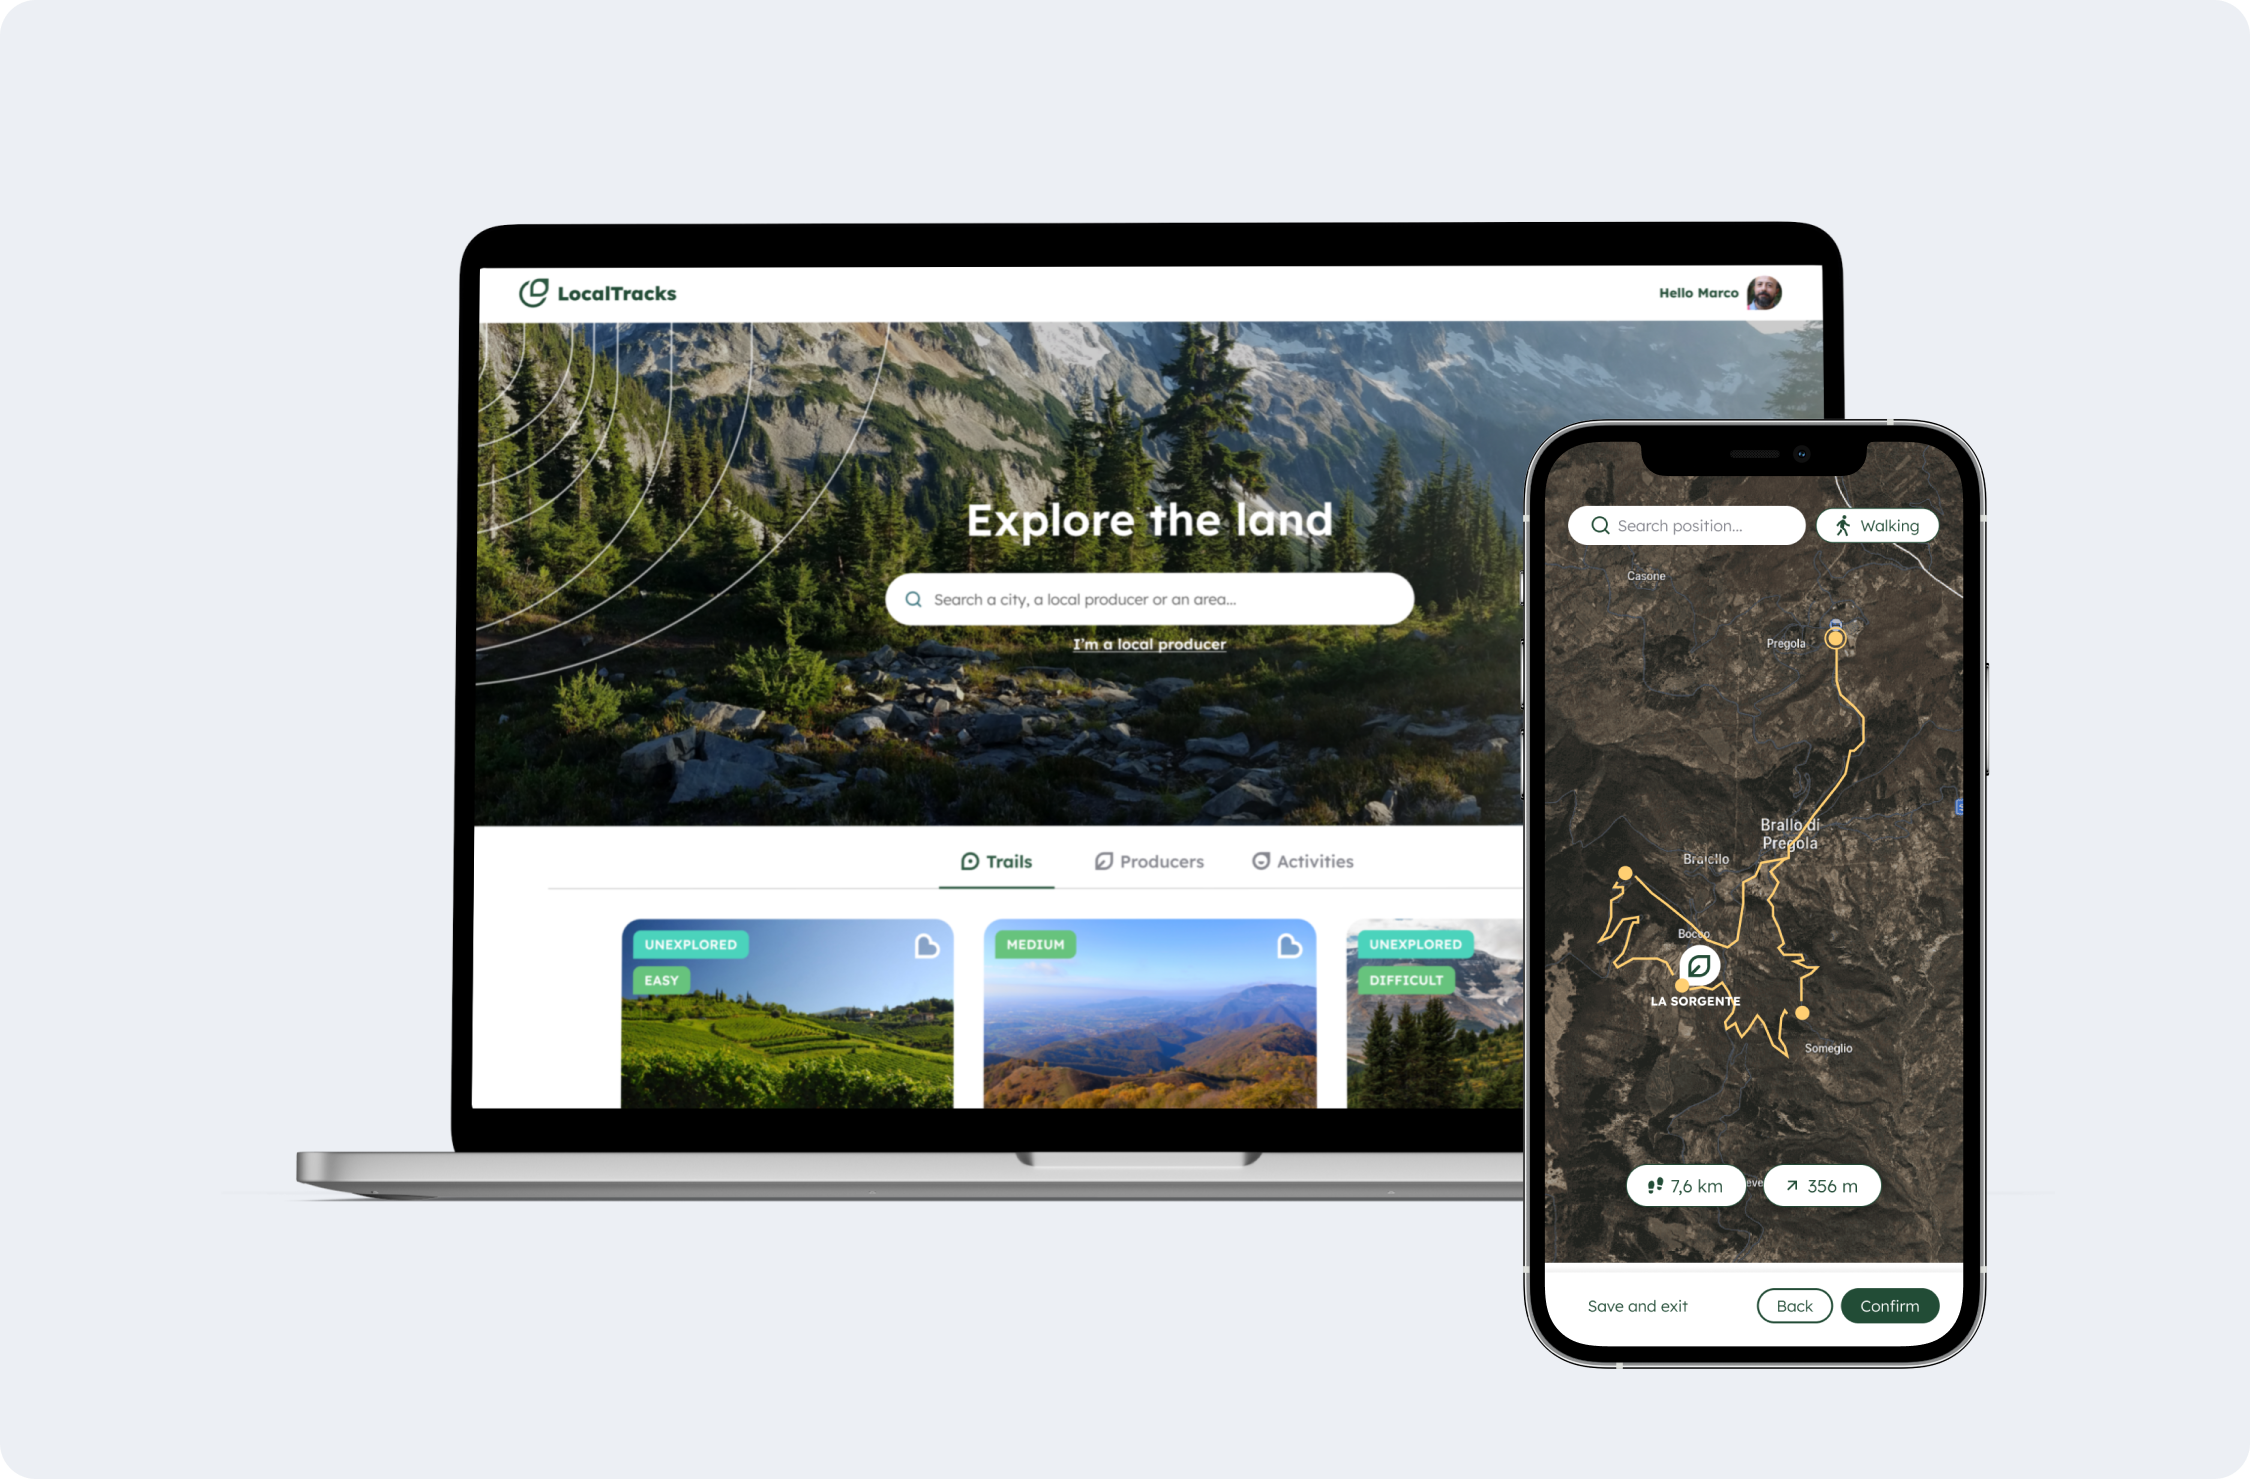 LocalTracks
Hello Marco
Explore the land
Search a city, a local producer or an area...
I'm a local producer
Trails
Producers
Activities
UNEXPLORED
EASY
MEDIUM
UNEXPLORED
DIFFICULT
Search position...
Walking
Casone
Pregola
Brallo di
Pregola
Braiello
Bocco
LA SORGENTE
Someglio
7,6 km
356 m
Save and exit
Back
Confirm